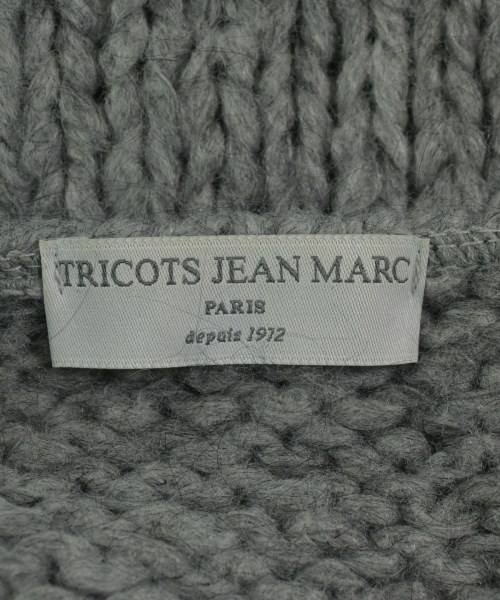 TRICOTS JEAN MARC
PARIS
depuis 1972